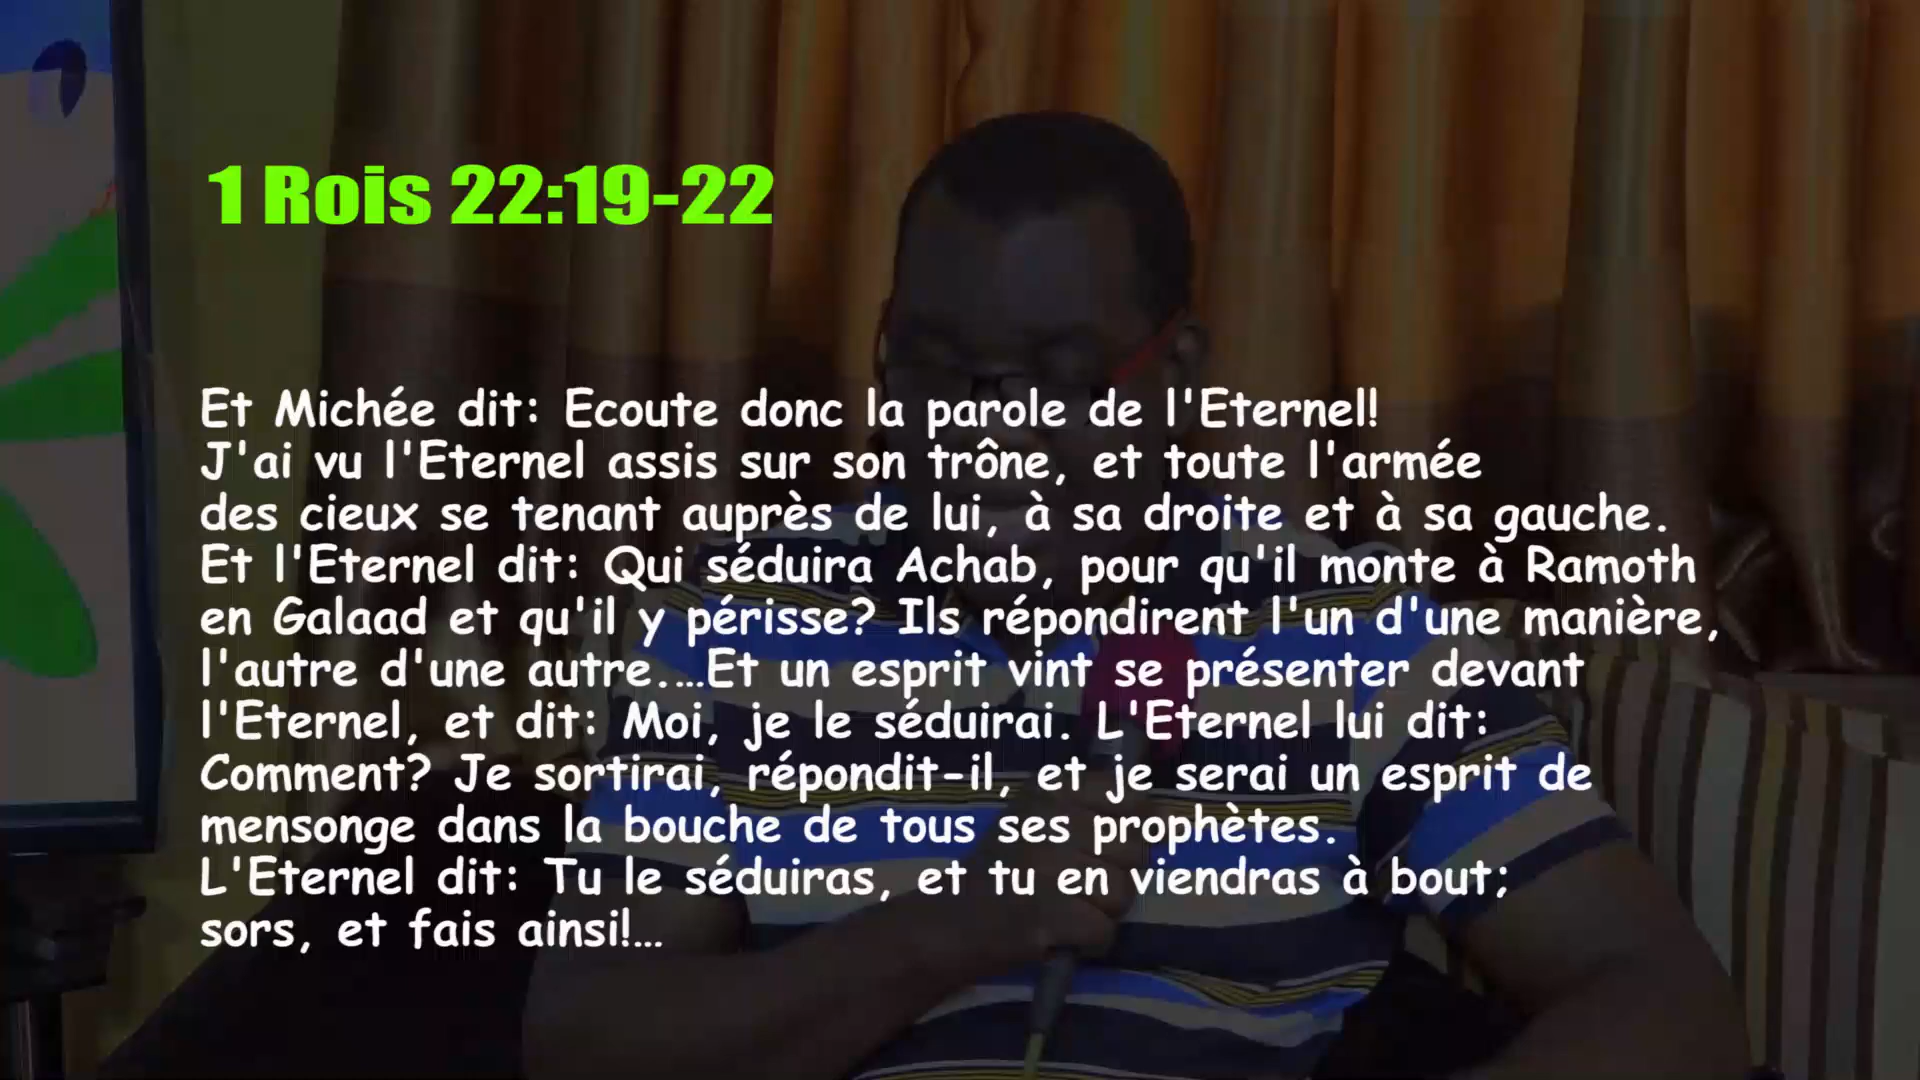 1 Rois 22:19-22
Et Michée dit: Ecoute donc la parole de l'Eternel!
J'ai vu l'Eternel assis sur son trône, et toute l'armée
des cieux se tenant auprès de lui, à sa droite et à sa gauche.
Et l'Eternel dit: Qui séduira Achab, pour qu'il monte à Ramoth
en Galaad et qu'il y périsse? Ils répondirent l'un d'une manière,
l'autre d'une autre.…Et un esprit vint se présenter devant
l'Eternel, et dit: Moi, je le séduirai. L'Eternel lui dit:
Comment? Je sortirai, répondit-il, et je serai un esprit de
mensonge dans la bouche de tous ses prophètes.
L'Eternel dit: Tu le séduiras, et tu en viendras à bout;
sors, et fais ainsi!…